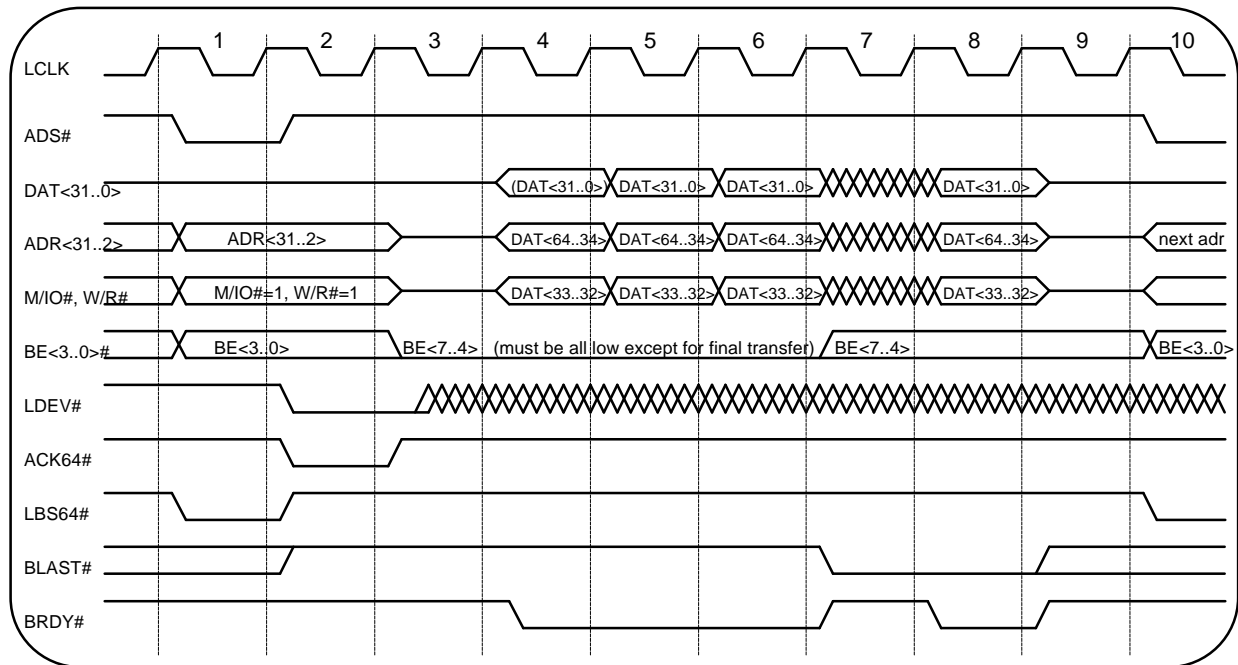 1 2 3 4 5 6 7 8 9 10
LCLK
ADS#
DAT<31..0> (DAT<31..0>) DAT<31..0> DAT<31..0> DAT<31..0>
ADR<31..2> ADR<31..2> DAT<64..34> DAT<64..34> DAT<64..34> DAT<64..34> next adr
M/IO#, W/R# M/IO#=1, W/R#=1 DAT<33..32> DAT<33..32> DAT<33..32> DAT<33..32>
BE<3..0># BE<3..0> BE<7..4> (must be all low except for final transfer) BE<7..4> BE<3..0>
LDEV#
ACK64#
LBS64#
BLAST#
BRDY#